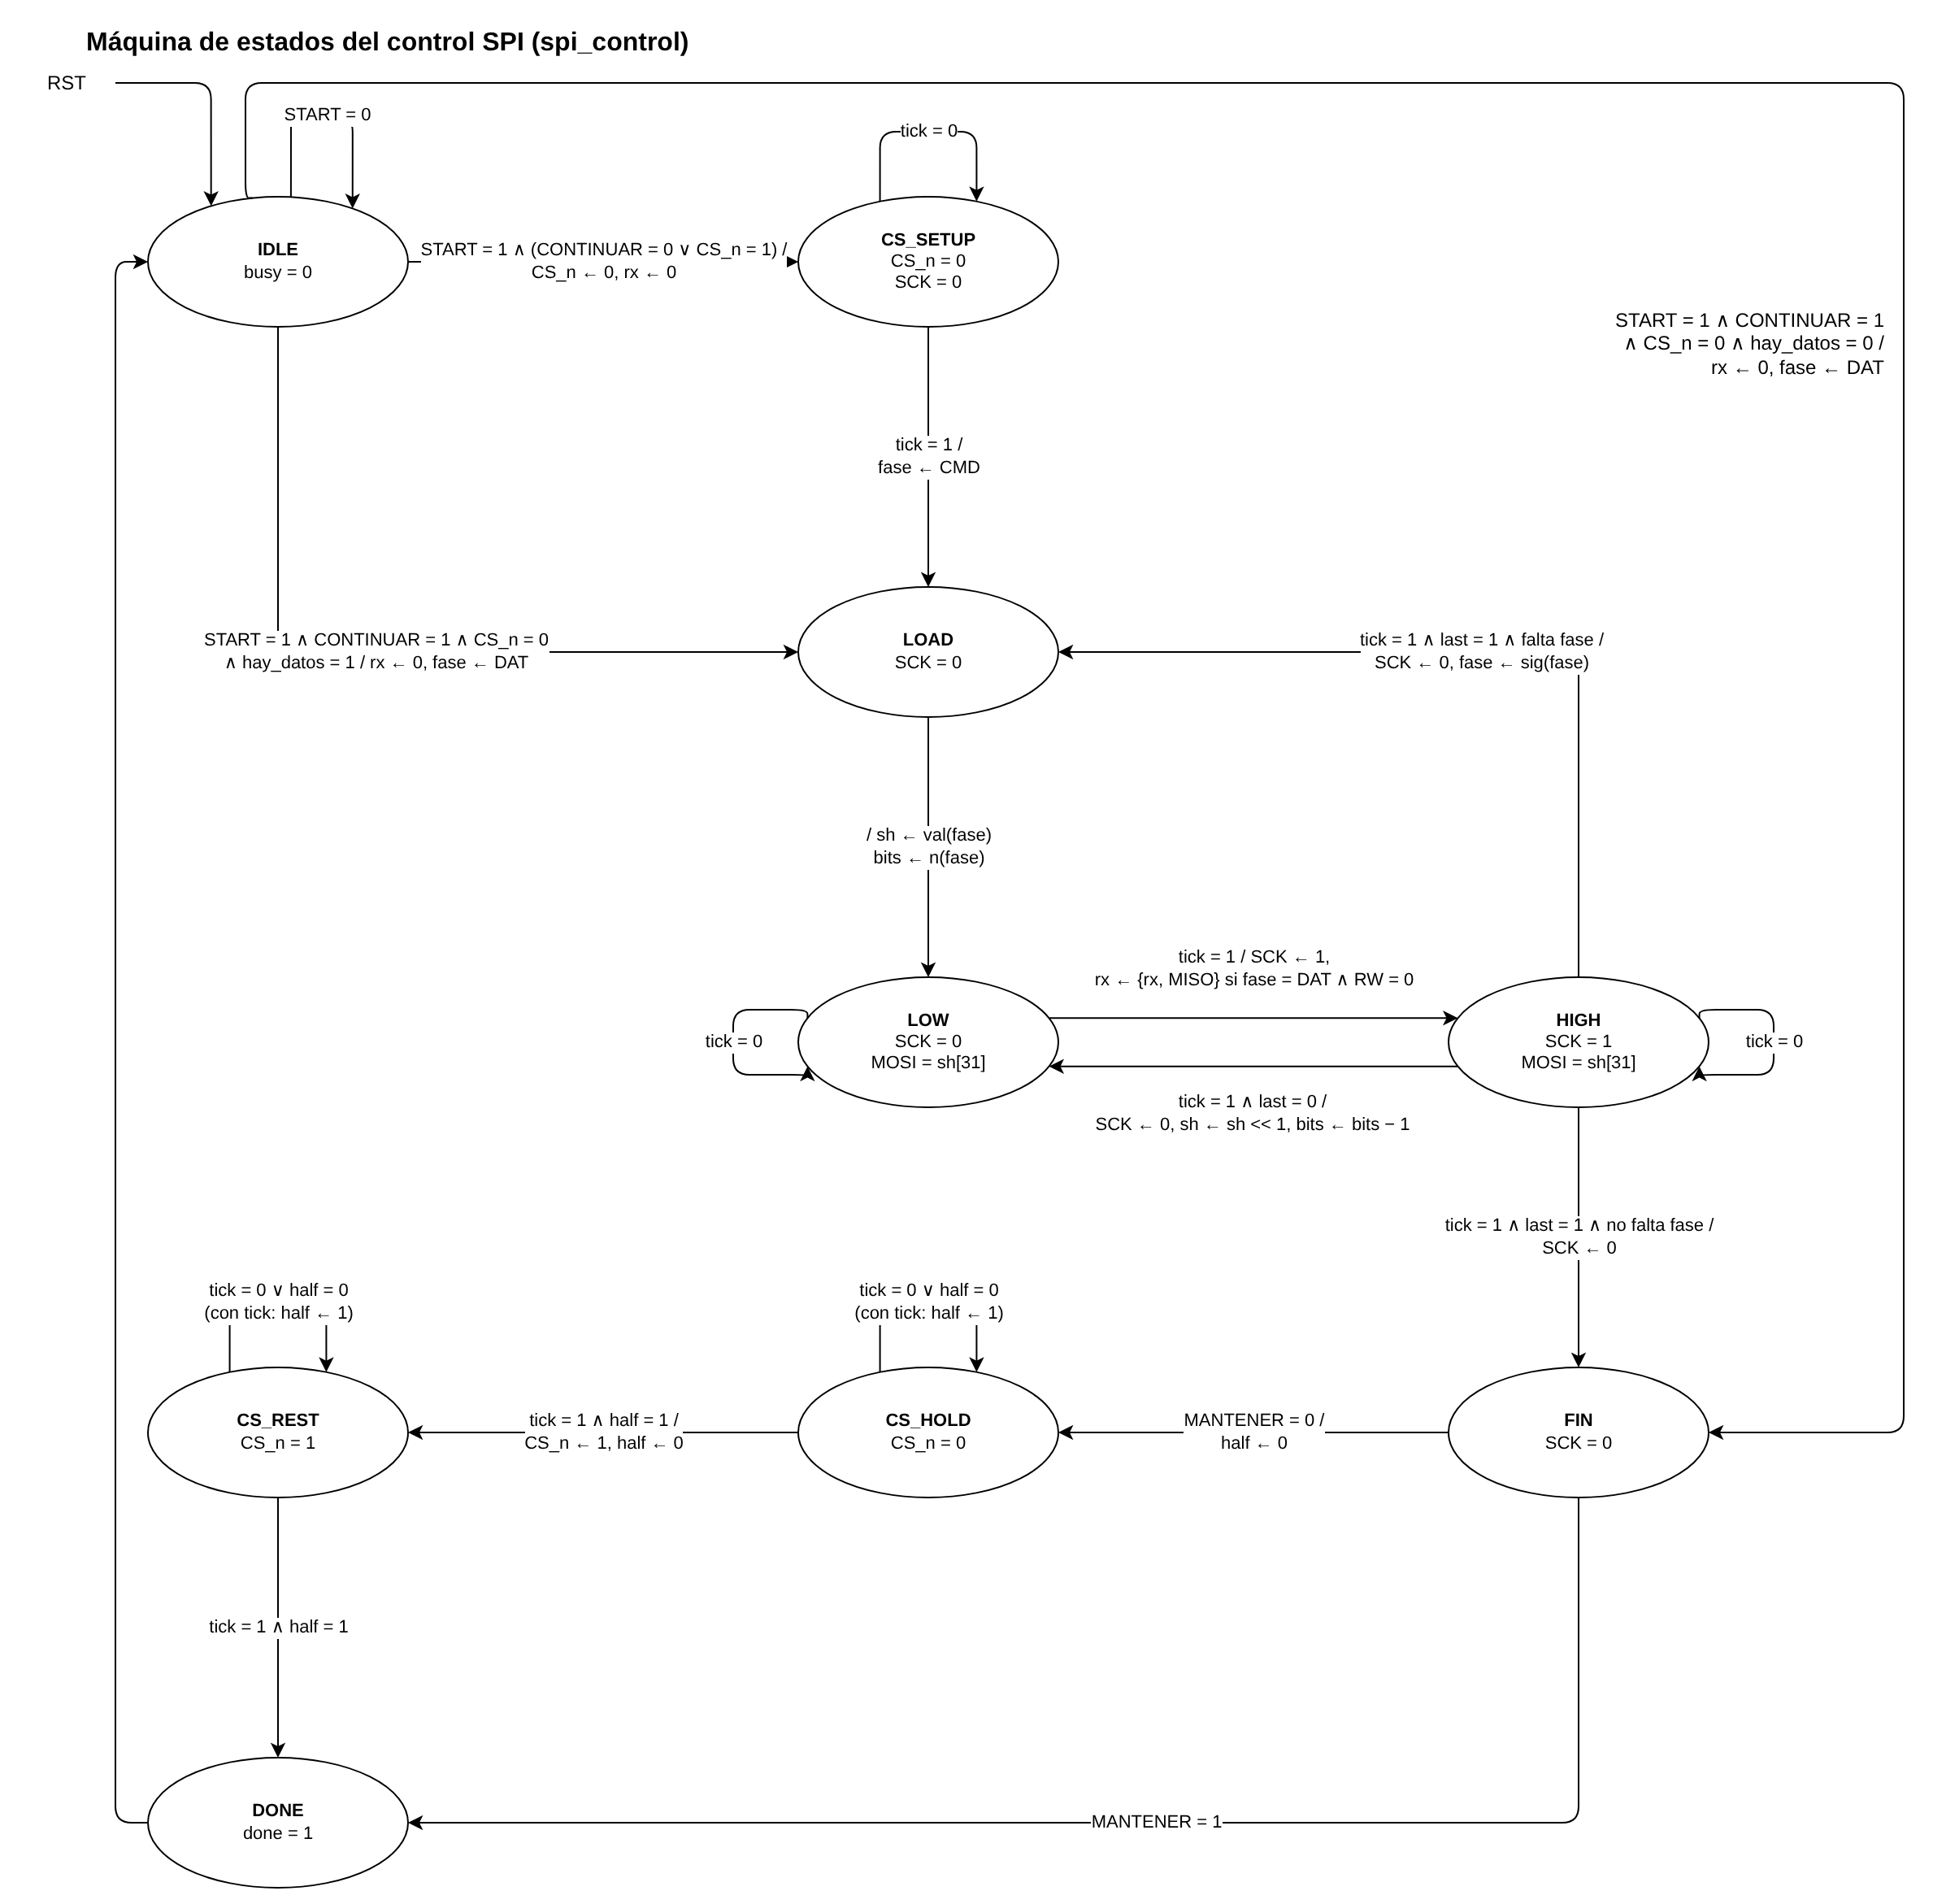 Máquina de estados del control SPI (spi_control)
RST
START = 0
tick = 0
IDLE
busy = 0
START = 1 ∧ (CONTINUAR = 0 ∨ CS_n = 1) /
CS_n ← 0, rx ← 0
CS_SETUP
CS_n = 0
SCK = 0
START = 1 ∧ CONTINUAR = 1
∧ CS_n = 0 ∧ hay_datos = 0 /
rx ← 0, fase ← DAT
tick = 1 /
fase ← CMD
START = 1 ∧ CONTINUAR = 1 ∧ CS_n = 0
∧ hay_datos = 1 / rx ← 0, fase ← DAT
LOAD
SCK = 0
tick = 1 ∧ last = 1 ∧ falta fase /
SCK ← 0, fase ← sig(fase)
/ sh ← val(fase)
bits ← n(fase)
tick = 1 / SCK ← 1,
rx ← {rx, MISO} si fase = DAT ∧ RW = 0
tick = 0
LOW
SCK = 0
MOSI = sh[31]
HIGH
SCK = 1
MOSI = sh[31]
tick = 0
tick = 1 ∧ last = 0 /
SCK ← 0, sh ← sh << 1, bits ← bits − 1
tick = 1 ∧ last = 1 ∧ no falta fase /
SCK ← 0
tick = 0 ∨ half = 0
(con tick: half ← 1)
tick = 0 ∨ half = 0
(con tick: half ← 1)
CS_REST
CS_n = 1
tick = 1 ∧ half = 1 /
CS_n ← 1, half ← 0
CS_HOLD
CS_n = 0
MANTENER = 0 /
half ← 0
FIN
SCK = 0
tick = 1 ∧ half = 1
DONE
done = 1
MANTENER = 1